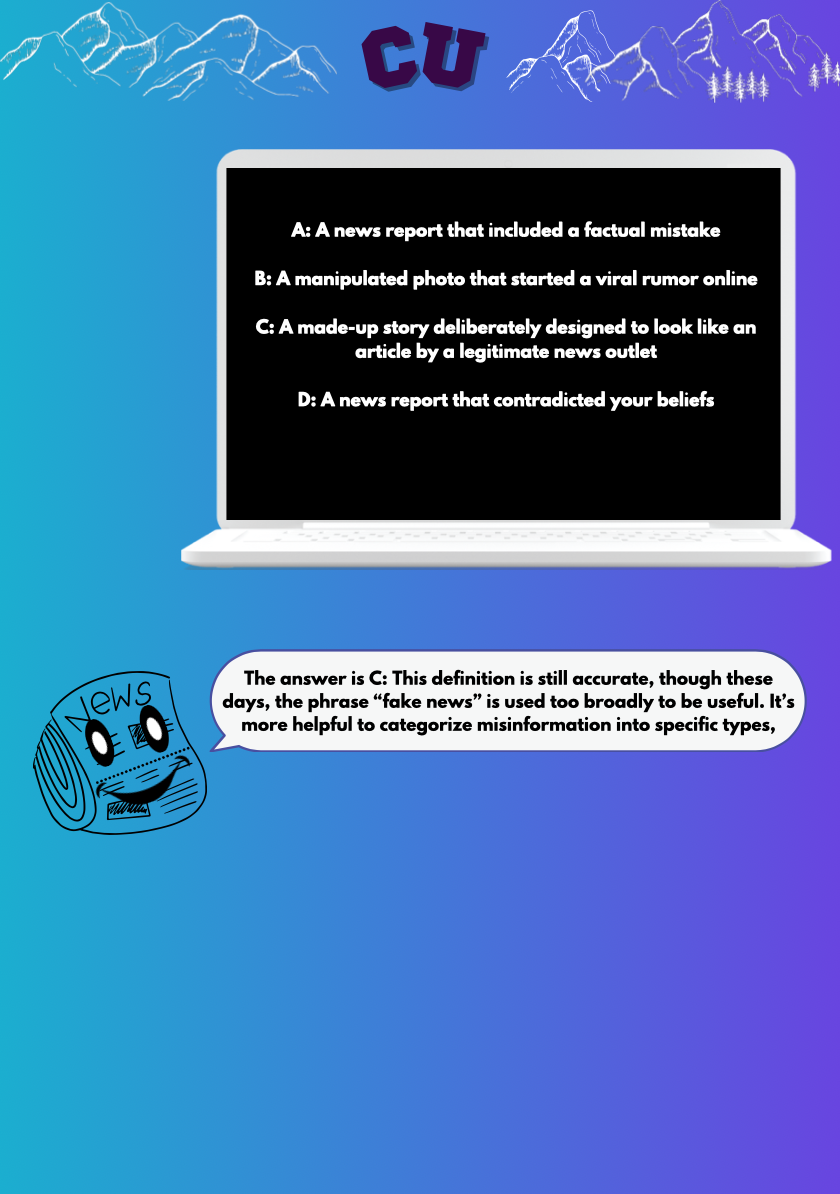 CU
A: A news report that included a factual mistake
B: A manipulated photo that started a viral rumor online
C: A made-up story deliberately designed to look like an
article by a legitimate news outlet
D: A news report that contradicted your beliefs
The answer is C: This definition is still accurate, though these
days, the phrase “fake news” is used too broadly to be useful. It’s
more helpful to categorize misinformation into specific types,
News